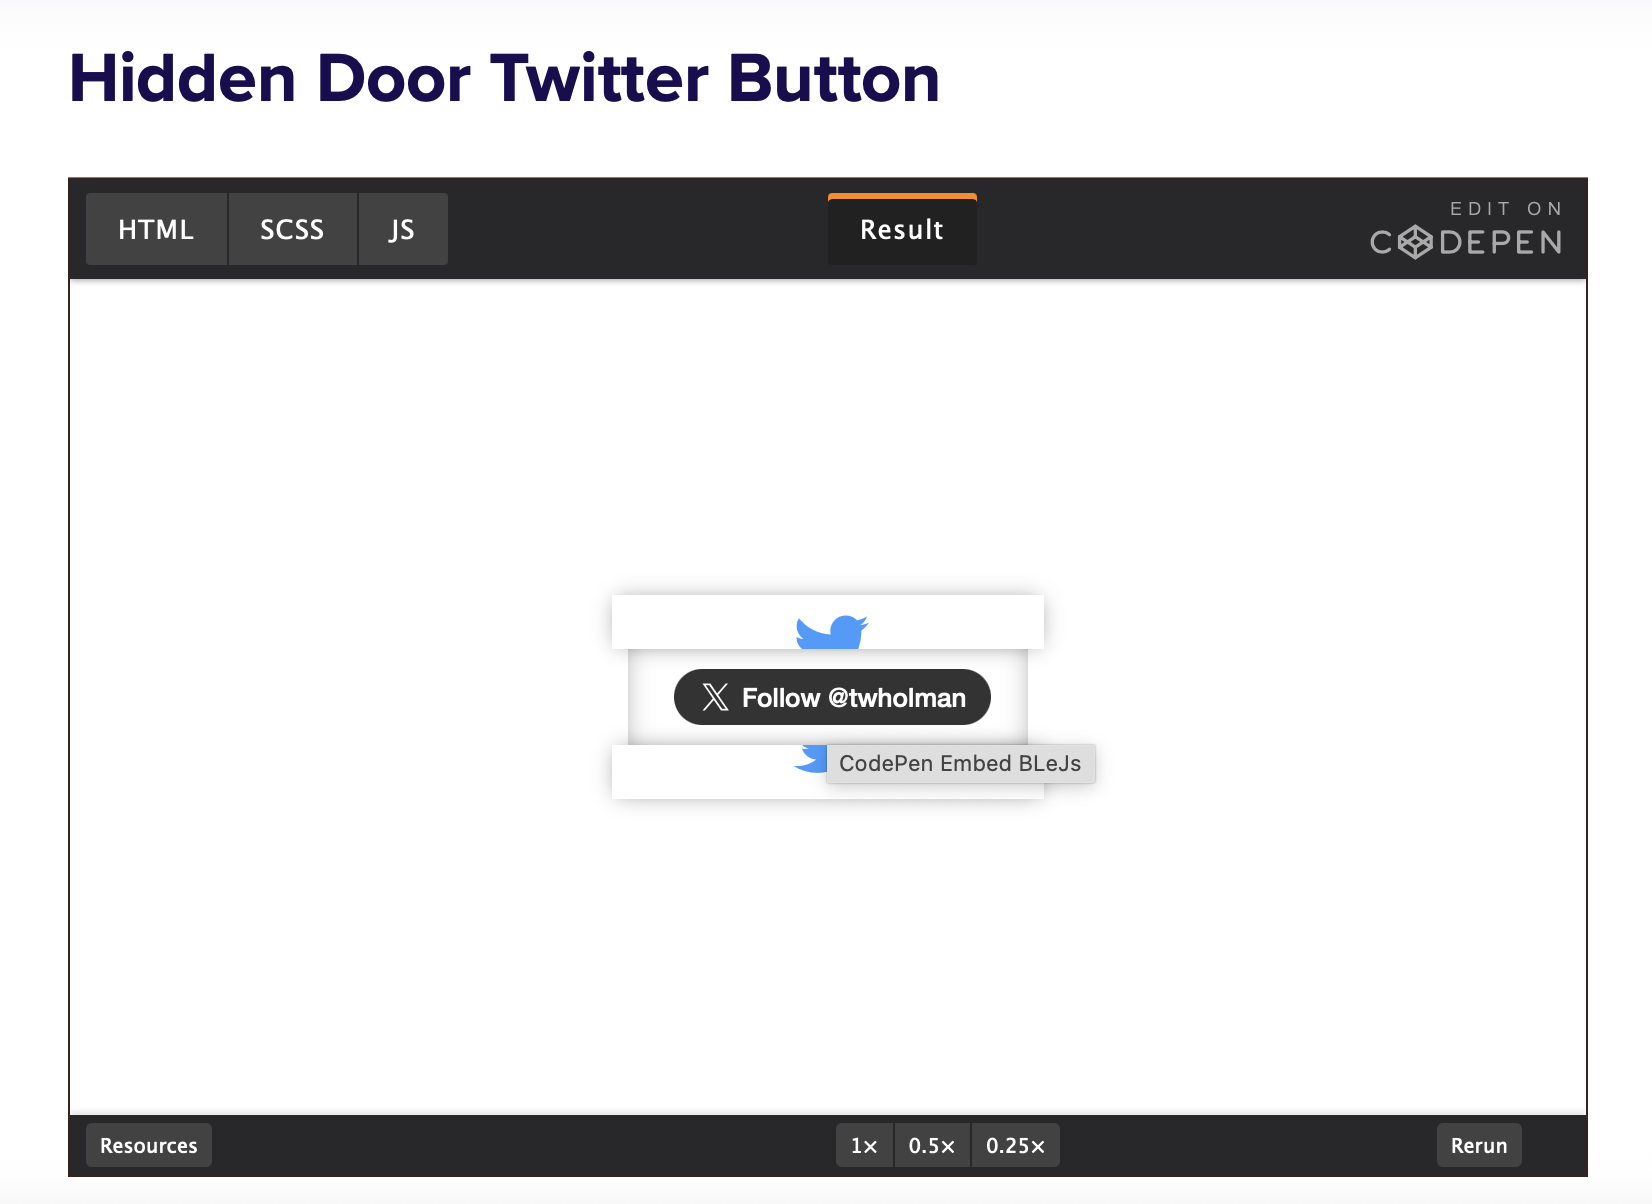 Hidden Door Twitter Button
HTML SCSS JS Result EDIT ON
CODEPEN
Follow @twholman
CodePen Embed BLeJs
Resources 1× 0.5× 0.25× Rerun